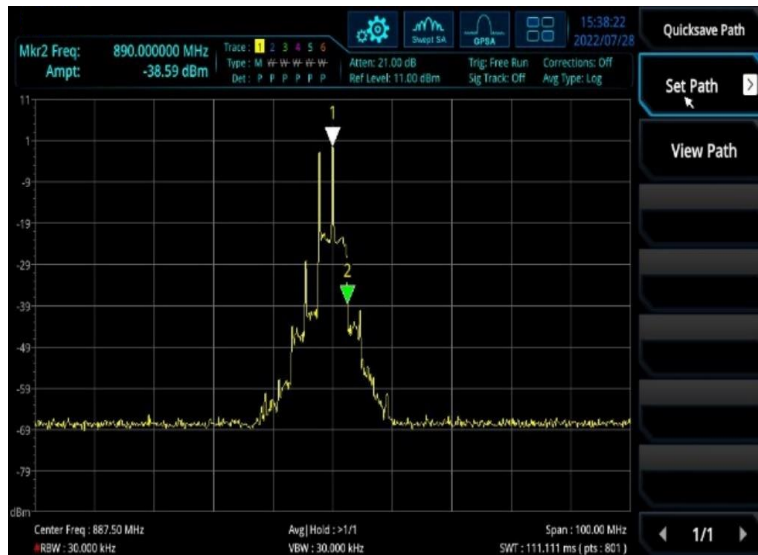 15:38:22
2022/07/28
Swept SA
GPSA
Mkr2 Freq: 890.000000 MHz
Ampt: -38.59 dBm
Trace: 1 2 3 4 5 6
Type: M W W W W W
Det: P P P P P P
Atten: 21.00 dB
Ref Level: 11.00 dBm
Trig: Free Run
Sig Track: Off
Corrections: Off
Avg Type: Log
11
1
-9
-19
-29
-39
-49
-59
-69
-79
dBm
1
2
Center Freq : 887.50 MHz
Avg|Hold : >1/1
Span : 100.00 MHz
RBW : 30.000 kHz
VBW : 30.000 kHz
SWT : 111.111 ms ( pts : 801 )
Quicksave Path
Set Path >
View Path
1/1